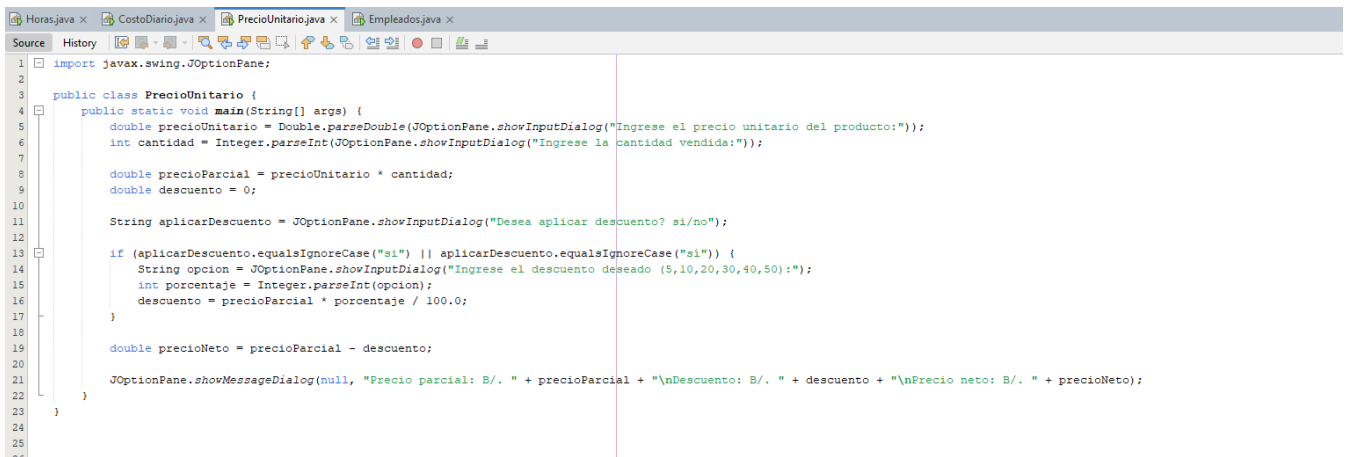 Horas.java × CostoDiario.java × PrecioUnitario.java × Empleados.java ×
Source History
1 import javax.swing.JOptionPane;
2
3 public class PrecioUnitario {
4 public static void main(String[] args) {
5 double precioUnitario = Double.parseDouble(JOptionPane.showInputDialog("Ingrese el precio unitario del producto:"));
6 int cantidad = Integer.parseInt(JOptionPane.showInputDialog("Ingrese la cantidad vendida:"));
7
8 double precioParcial = precioUnitario * cantidad;
9 double descuento = 0;
10
11 String aplicarDescuento = JOptionPane.showInputDialog("Desea aplicar descuento? si/no");
12
13 if (aplicarDescuento.equalsIgnoreCase("si") || aplicarDescuento.equalsIgnoreCase("sí")) {
14 String opcion = JOptionPane.showInputDialog("Ingrese el descuento deseado (5,10,20,30,40,50):");
15 int porcentaje = Integer.parseInt(opcion);
16 descuento = precioParcial * porcentaje / 100.0;
17 }
18
19 double precioNeto = precioParcial - descuento;
20
21 JOptionPane.showMessageDialog(null, "Precio parcial: B/. " + precioParcial + "\nDescuento: B/. " + descuento + "\nPrecio neto: B/. " + precioNeto);
22 }
23 }
24
25